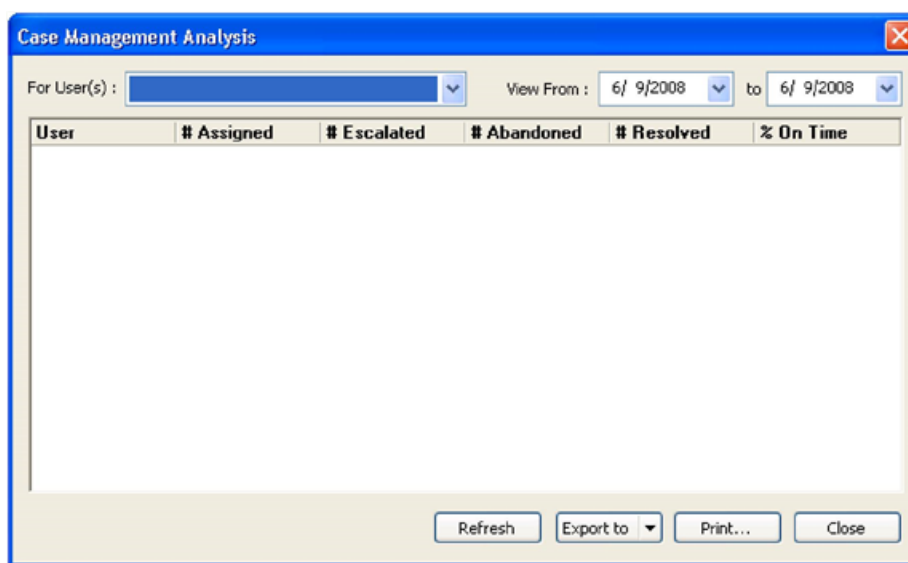 Case Management Analysis
For User(s) : View From : 6/ 9/2008 to 6/ 9/2008
User # Assigned # Escalated # Abandoned # Resolved % On Time
Refresh Export to Print... Close